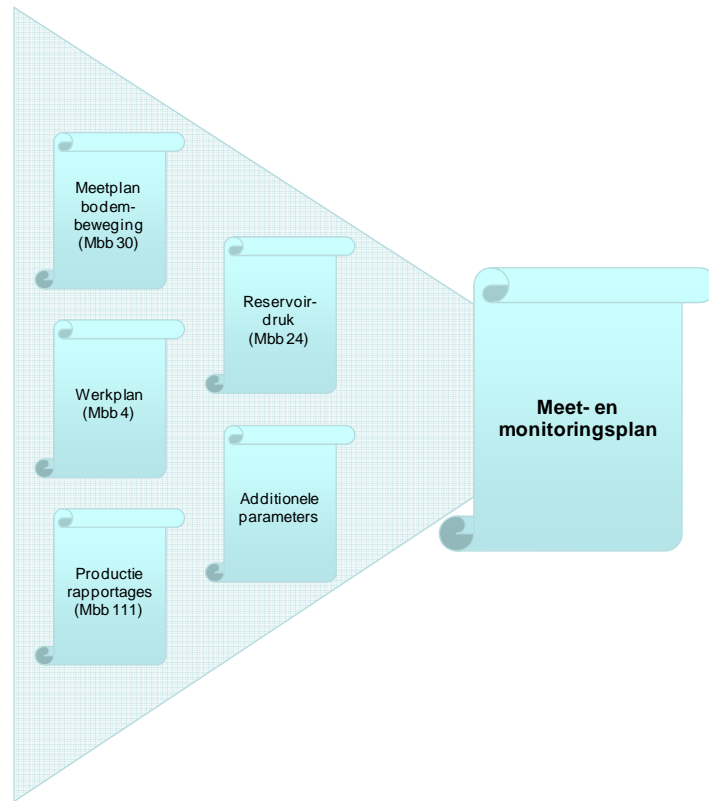 Meetplan
bodem-
beweging
(Mbb 30)
Reservoir-
druk
(Mbb 24)
Werkplan
(Mbb 4)
Meet- en
monitoringsplan
Additionele
parameters
Productie
rapportages
(Mbb 111)